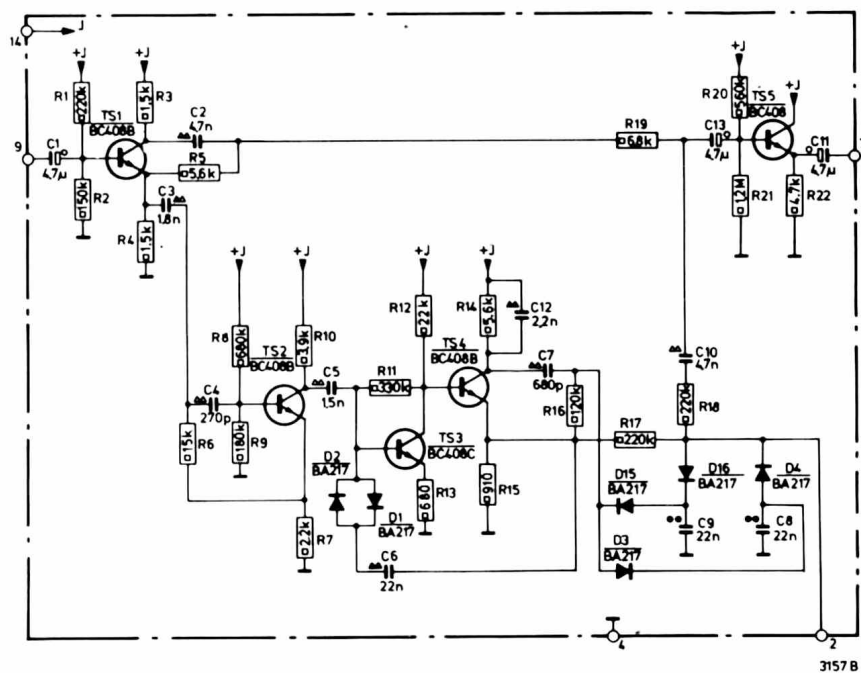 14
J
+J
+J
R1
220k
R3
1,5k
TS1
BC408B
C2
4,7n
9
C1
4,7µ
R5
5,6k
R2
150k
C3
1,8n
R4
1,5k
R19
6,8k
+J
R20
560k
+J
TS5
BC408
C13
4,7µ
C11
4,7µ
R21
1,2M
4,7k
R22
+J
+J
R8
680k
R10
3,9k
TS2
BC408B
C4
270p
R6
15k
R9
180k
C5
1,5n
R7
2,2k
+J
+J
R12
22k
R14
5,6k
C12
2,2n
TS4
BC408B
R11
330k
C7
680p
R16
120k
TS3
BC408C
D2
BA217
D1
BA217
R13
680
R15
910
C6
22n
C10
4,7n
220k
R18
R17
220k
D15
BA217
D16
BA217
D4
BA217
C9
22n
C8
22n
D3
BA217
4
2
3157 B